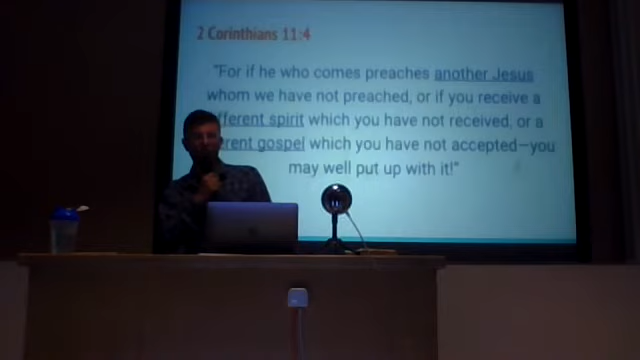 2 Corinthians 11:4
"For if he who comes preaches another Jesus
whom we have not preached, or if you receive a
fferent spirit which you have not received, or a
rent gospel which you have not accepted—you
may well put up with it!"